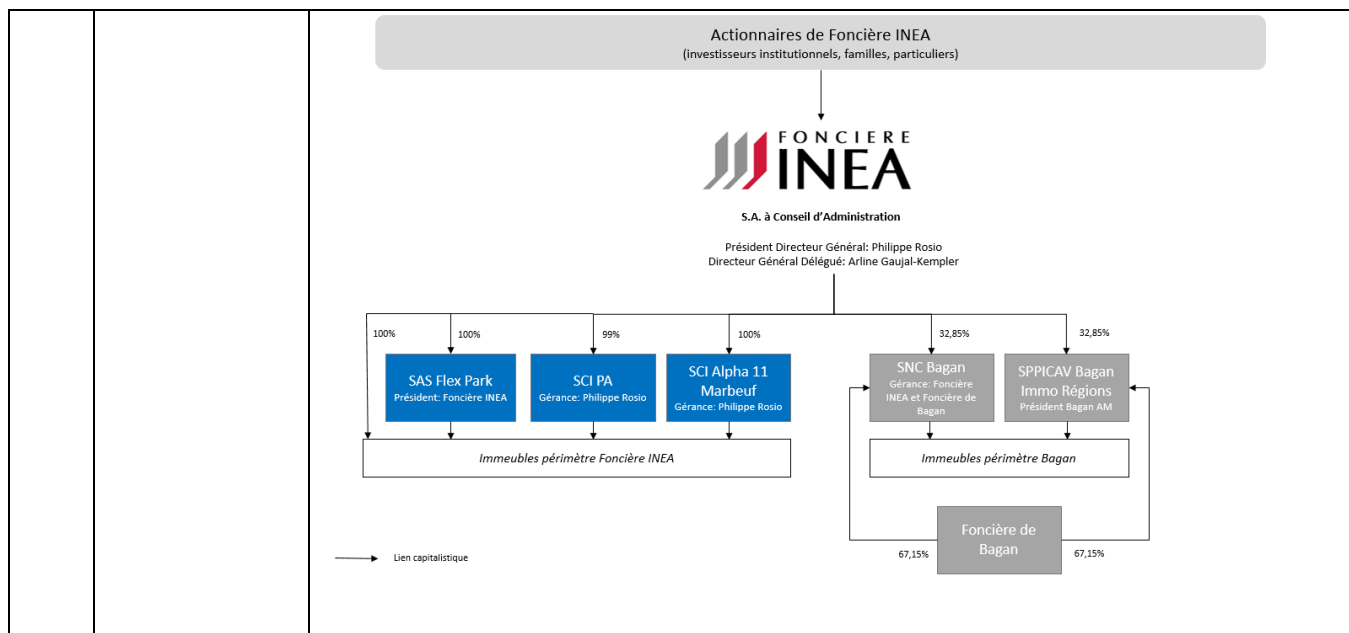 Actionnaires de Foncière INEA
(investisseurs institutionnels, familles, particuliers)
FONCIERE
INEA
S.A. à Conseil d'Administration
Président Directeur Général: Philippe Rosio
Directeur Général Délégué: Arline Gaujal-Kempler
100%
100%
99%
100%
32,85%
32,85%
SAS Flex Park
Président: Foncière INEA
SCI PA
Gérance: Philippe Rosio
SCI Alpha 11
Marbeuf
Gérance: Philippe Rosio
SNC Bagan
Gérance: Foncière
INEA et Foncière de
Bagan
SPPICAV Bagan
Immo Régions
Président Bagan AM
Immeubles périmètre Foncière INEA
Immeubles périmètre Bagan
Foncière de
Bagan
67,15%
67,15%
Lien capitalistique